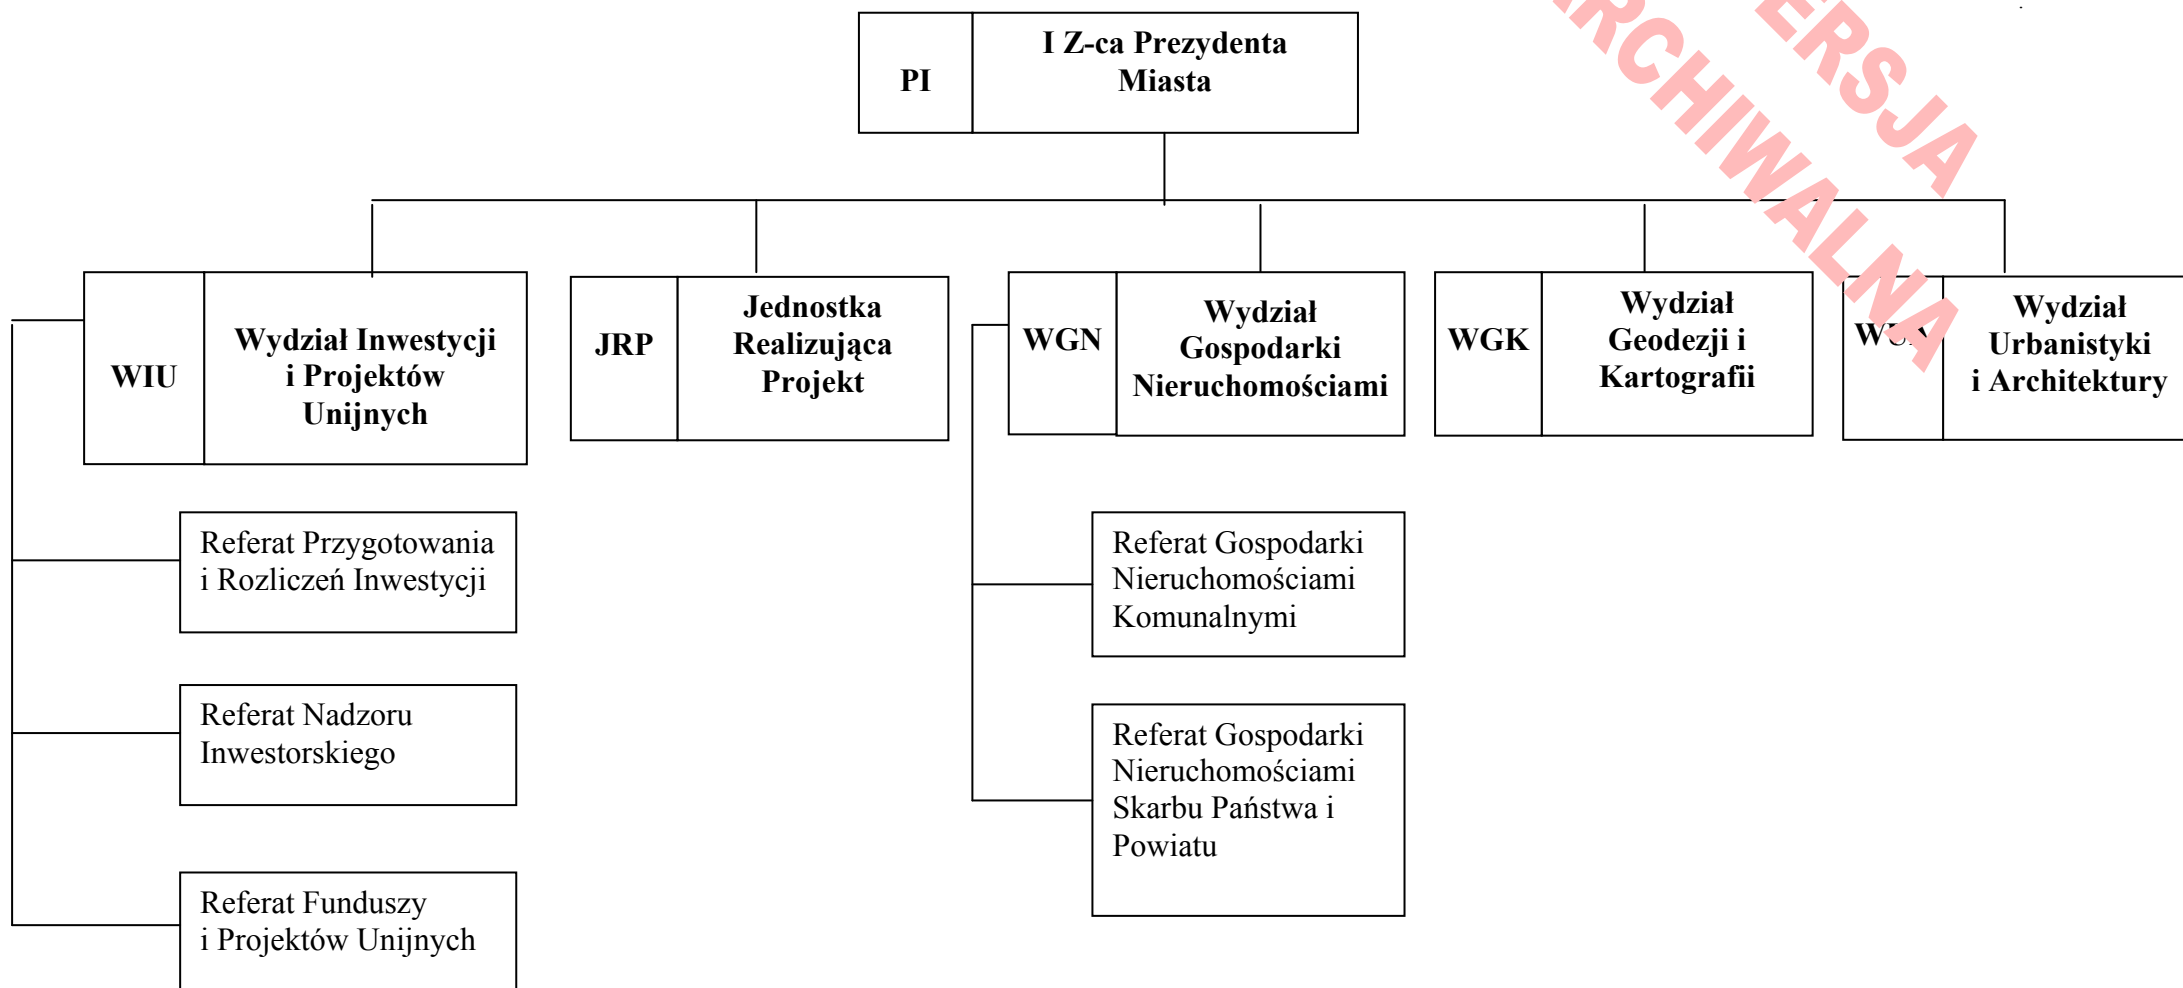 PI
I Z-ca Prezydenta
Miasta
WIU
Wydział Inwestycji
i Projektów
Unijnych
JRP
Jednostka
Realizująca
Projekt
WGN
Wydział
Gospodarki
Nieruchomościami
WGK
Wydział
Geodezji i
Kartografii
Wydział
Urbanistyki
i Architektury
Referat Przygotowania
i Rozliczeń Inwestycji
Referat Nadzoru
Inwestorskiego
Referat Funduszy
i Projektów Unijnych
Referat Gospodarki
Nieruchomościami
Komunalnymi
Referat Gospodarki
Nieruchomościami
Skarbu Państwa i
Powiatu